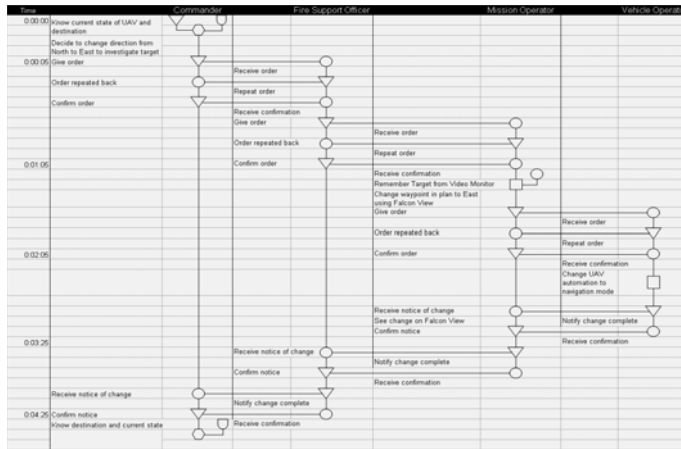 Time Commander Fire Support Officer Mission Operator Vehicle Operat
0:00:00 Know current state of UAV and
destination
Decide to change direction from
North to East to investigate target
0:00:05 Give order
Receive order
Order repeated back
Repeat order
Confirm order
Receive confirmation
Give order
Receive order
Order repeated back
Repeat order
0:01:05 Confirm order
Receive confirmation
Remember Target from Video Monitor
Change waypoint in plan to East
using Falcon View
Give order
Receive order
Order repeated back
Repeat order
0:02:05 Confirm order
Receive confirmation
Change UAV
automation to
navigation mode
Receive notice of change
See change on Falcon View Notify change complete
Confirm notice
0:03:25 Receive confirmation
Receive notice of change
Notify change complete
Confirm notice
Receive confirmation
Receive notice of change
Notify change complete
0:04:25 Confirm notice
Know destination and current state Receive confirmation